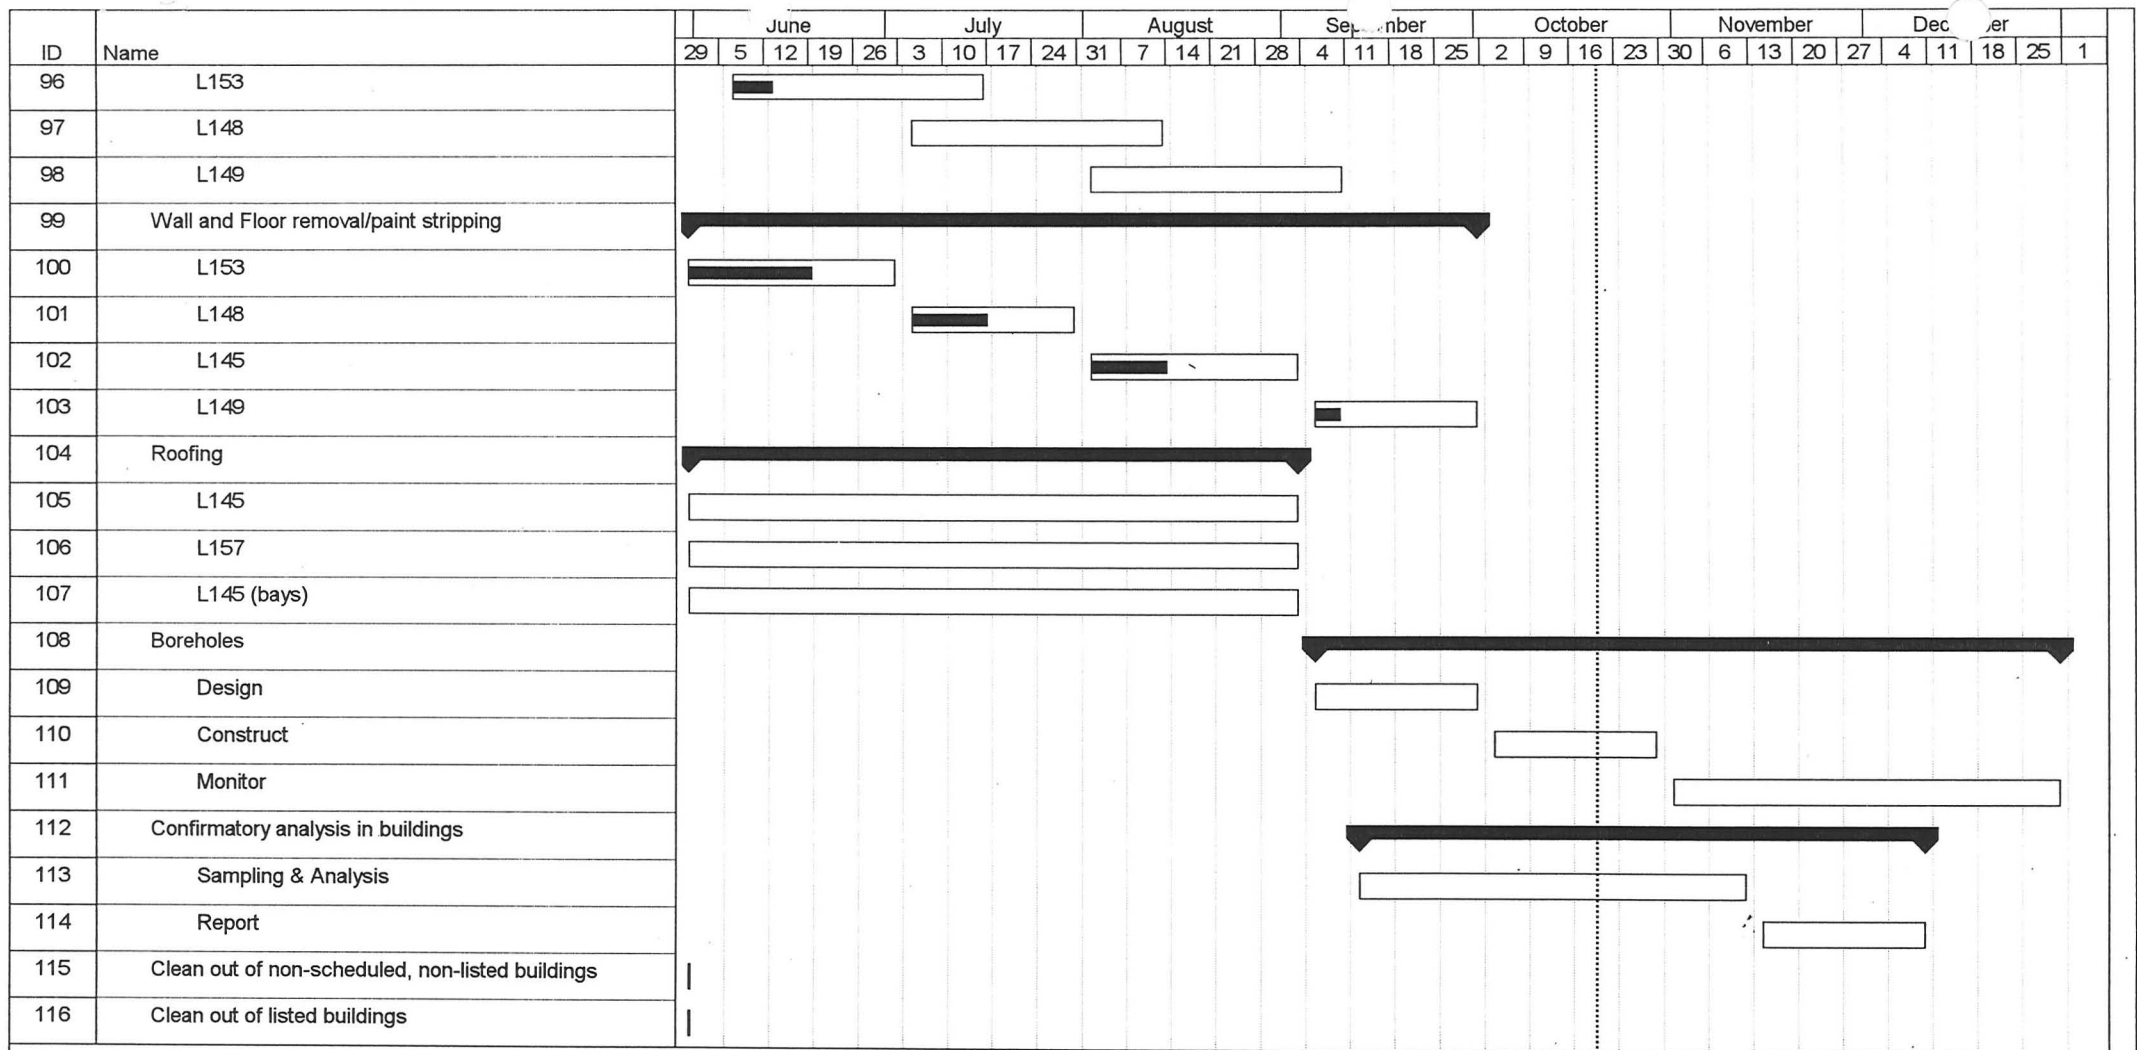 June July August October November
ID Name 29 5 12 19 26 3 10 17 24 31 7 14 21 28 4 11 18 25 2 9 16 23 30 6 13 20 27 4 11 18 25 1
96 L153
97 L148
98 L149
99 Wall and Floor removal/paint stripping
100 L153
101 L148
102 L145
103 L149
104 Roofing
105 L145
106 L157
107 L145 (bays)
108 Boreholes
109 Design
110 Construct
111 Monitor
112 Confirmatory analysis in buildings
113 Sampling & Analysis
114 Report
115 Clean out of non-scheduled, non-listed buildings
116 Clean out of listed buildings